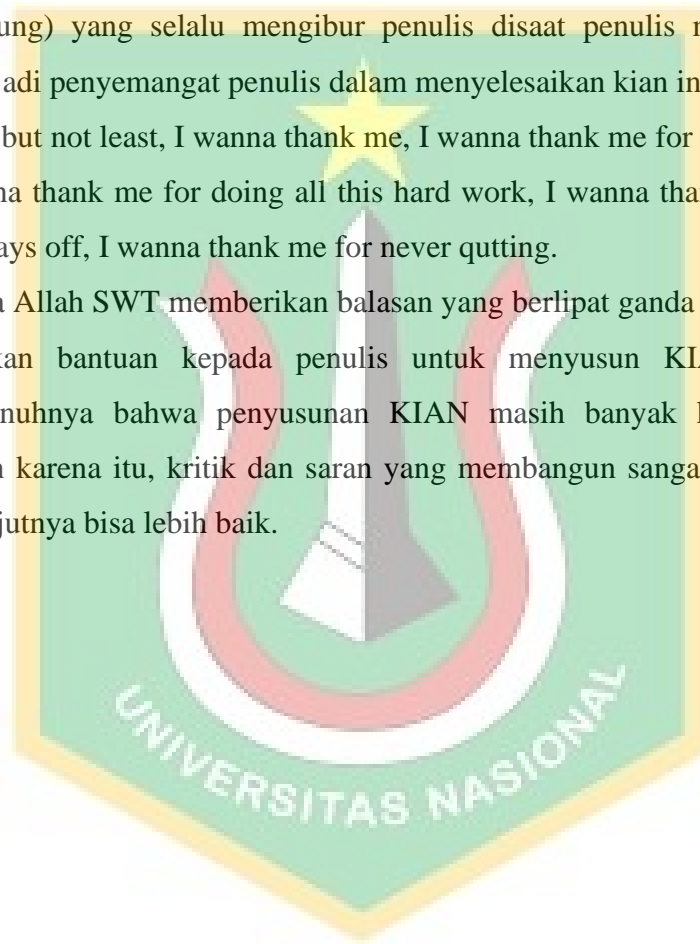 ung) yang selalu mengibur penulis disaat penulis
adi penyemangat penulis dalam menyelesaikan kian in
but not least, I wanna thank me, I wanna thank me for
na thank me for doing all this hard work, I wanna tha
ays off, I wanna thank me for never qutting.
a Allah SWT memberikan balasan yang berlipat ganda
kan bantuan kepada penulis untuk menyusun KIA
nuhnya bahwa penyusunan KIAN masih banyak
n karena itu, kritik dan saran yang membangun sanga
jutnya bisa lebih baik.
UNIVERSITAS NASIONAL